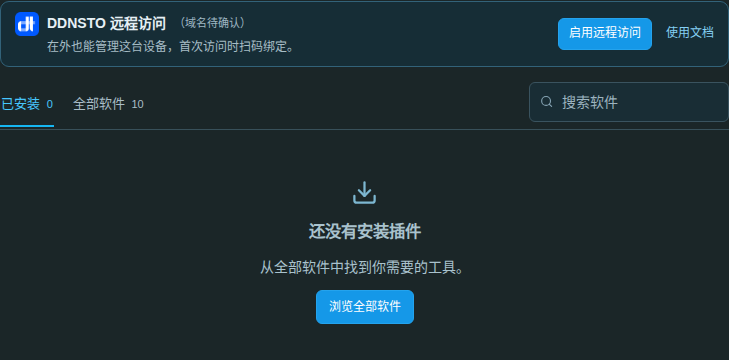 DDNSTO 远程访问 （域名待确认）
在外也能管理这台设备，首次访问时扫码绑定。
启用远程访问 使用文档
已安装 0 全部软件 10
搜索软件
还没有安装插件
从全部软件中找到你需要的工具。
浏览全部软件